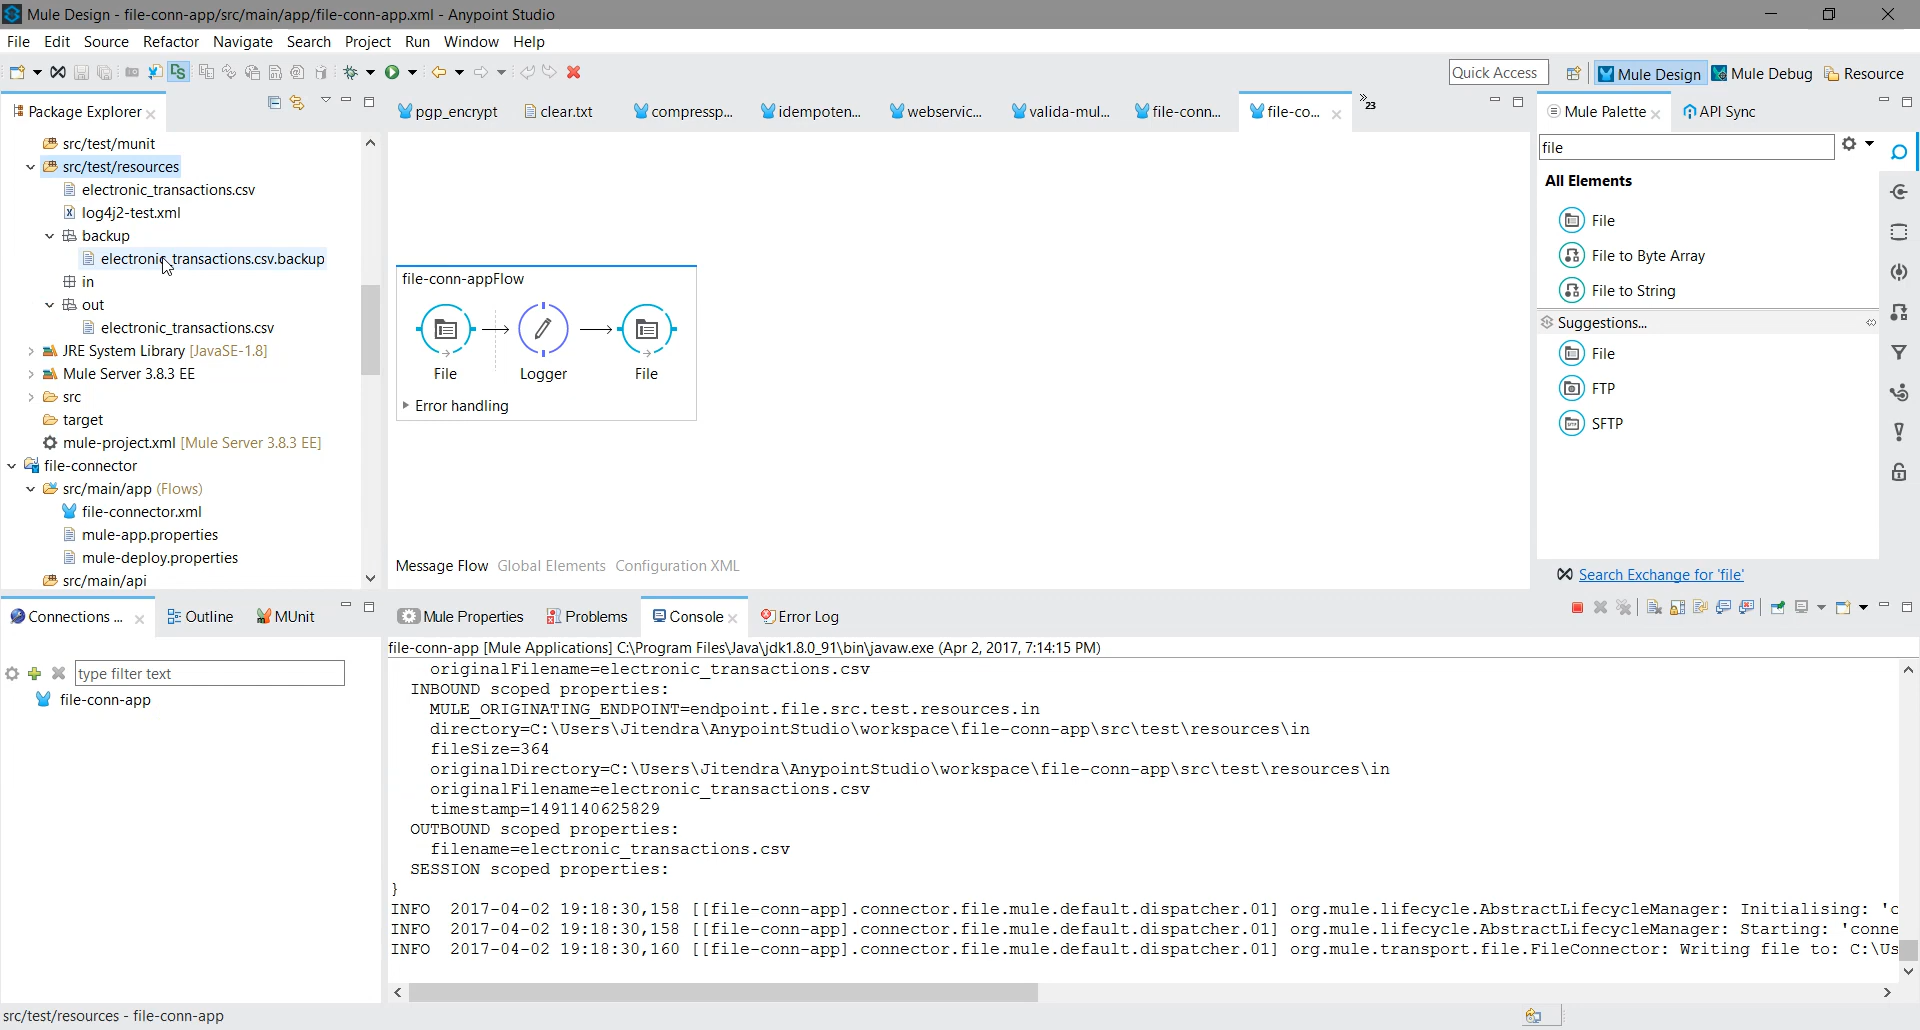 Mule Design - file-conn-app/src/main/app/file-conn-app.xml - Anypoint Studio
File Edit Source Refactor Navigate Search Project Run Window Help
Quick Access
Mule Design
Mule Debug
Resource
Package Explorer
src/test/munit
src/test/resources
electronic_transactions.csv
log4j2-test.xml
backup
electronic_transactions.csv.backup
in
out
electronic_transactions.csv
JRE System Library [JavaSE-1.8]
Mule Server 3.8.3 EE
src
target
mule-project.xml [Mule Server 3.8.3 EE]
file-connector
src/main/app (Flows)
file-connector.xml
mule-app.properties
mule-deploy.properties
src/main/api
pgp_encrypt
clear.txt
compressp...
idempoten...
webservic...
valida-mul...
file-conn...
file-co...
23
file-conn-appFlow
File
Logger
File
Error handling
Message Flow Global Elements Configuration XML
Mule Palette
API Sync
file
All Elements
File
File to Byte Array
File to String
Suggestions...
File
FTP
SFTP
Search Exchange for 'file'
Connections ...
Outline
MUnit
type filter text
file-conn-app
Mule Properties
Problems
Console
Error Log
file-conn-app [Mule Applications] C:\Program Files\Java\jdk1.8.0_91\bin\javaw.exe (Apr 2, 2017, 7:14:15 PM)
originalFilename=electronic_transactions.csv
INBOUND scoped properties:
MULE_ORIGINATING_ENDPOINT=endpoint.file.src.test.resources.in
directory=C:\Users\Jitendra\AnypointStudio\workspace\file-conn-app\src\test\resources\in
fileSize=364
originalDirectory=C:\Users\Jitendra\AnypointStudio\workspace\file-conn-app\src\test\resources\in
originalFilename=electronic_transactions.csv
timestamp=1491140625829
OUTBOUND scoped properties:
filename=electronic_transactions.csv
SESSION scoped properties:
}
INFO 2017-04-02 19:18:30,158 [[file-conn-app].connector.file.mule.default.dispatcher.01] org.mule.lifecycle.AbstractLifecycleManager: Initialising: 'c
INFO 2017-04-02 19:18:30,158 [[file-conn-app].connector.file.mule.default.dispatcher.01] org.mule.lifecycle.AbstractLifecycleManager: Starting: 'conne
INFO 2017-04-02 19:18:30,160 [[file-conn-app].connector.file.mule.default.dispatcher.01] org.mule.transport.file.FileConnector: Writing file to: C:\Us
src/test/resources - file-conn-app